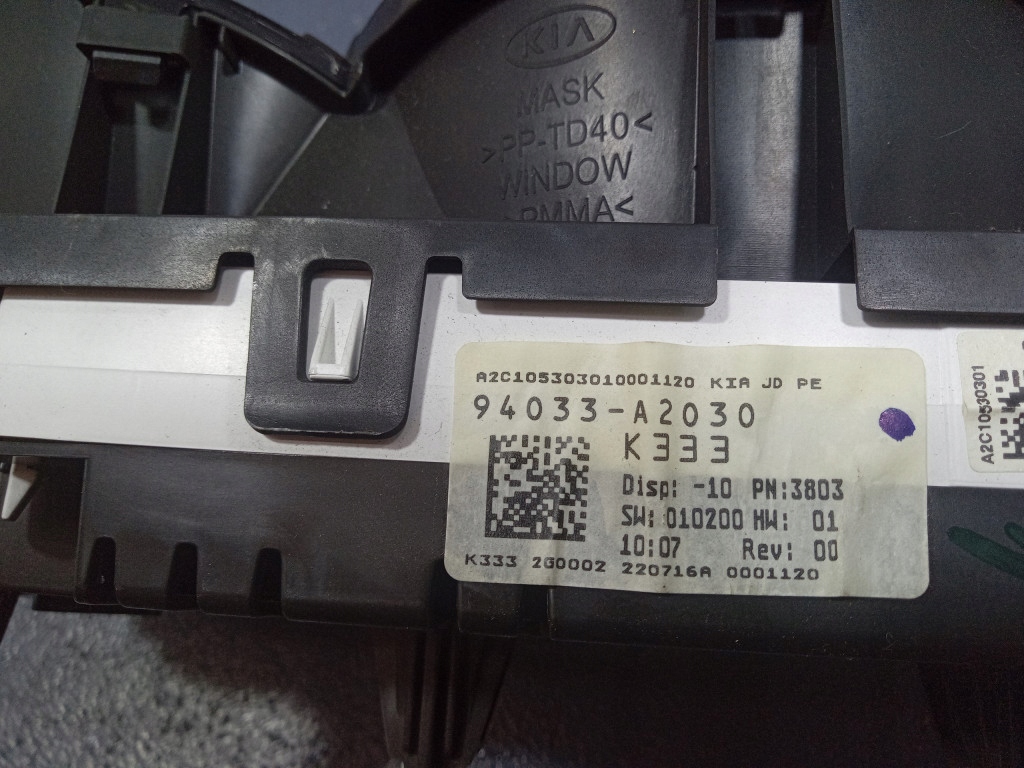 KIA
MASK
>PP-TD40<
WINDOW
>PMMA<
A2C105303010001120 KIA JD PE
94033-A2030
K333
Disp: -10 PN:3803
SW: 010200 HW: 01
10:07 Rev: 00
K333 2G0002 220716A 0001120
A2C10530301